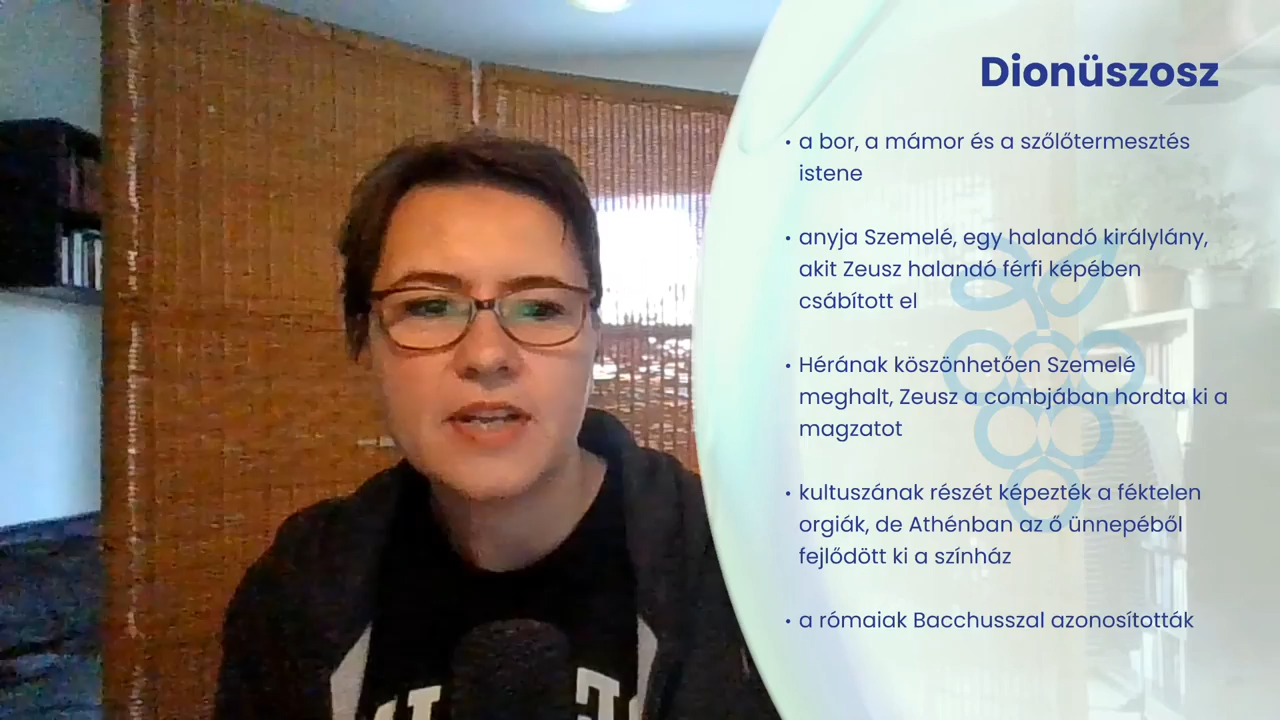 Dionüszosz
• a bor, a mámor és a szőlőtermesztés
istene
• anyja Szemelé, egy halandó királylány,
akit Zeusz halandó férfi képében
csábított el
• Hérának köszönhetően Szemelé
meghalt, Zeusz a combjában hordta ki a
magzatot
• kultuszának részét képezték a féktelen
orgiák, de Athénban az ő ünnepéből
fejlődött ki a színház
• a rómaiak Bacchusszal azonosították